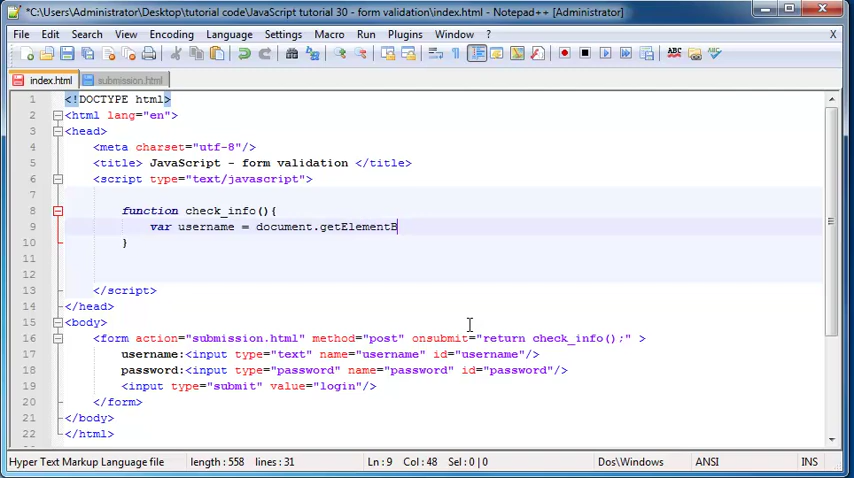 *C:\Users\Administrator\Desktop\tutorial code\JavaScript tutorial 30 - form validation\index.html - Notepad++ [Administrator]
File Edit Search View Encoding Language Settings Macro Run Plugins Window ? X
index.html submission.html
1 <!DOCTYPE html>
2 <html lang="en">
3 <head>
4 <meta charset="utf-8"/>
5 <title> JavaScript - form validation </title>
6 <script type="text/javascript">
7
8 function check_info(){
9 var username = document.getElementB
10 }
11
12
13 </script>
14 </head>
15 <body>
16 <form action="submission.html" method="post" onsubmit="return check_info();" >
17 username:<input type="text" name="username" id="username"/>
18 password:<input type="password" name="password" id="password"/>
19 <input type="submit" value="login"/>
20 </form>
21 </body>
22 </html>
Hyper Text Markup Language file length : 558 lines : 31 Ln : 9 Col : 48 Sel : 0 | 0 Dos\Windows ANSI INS